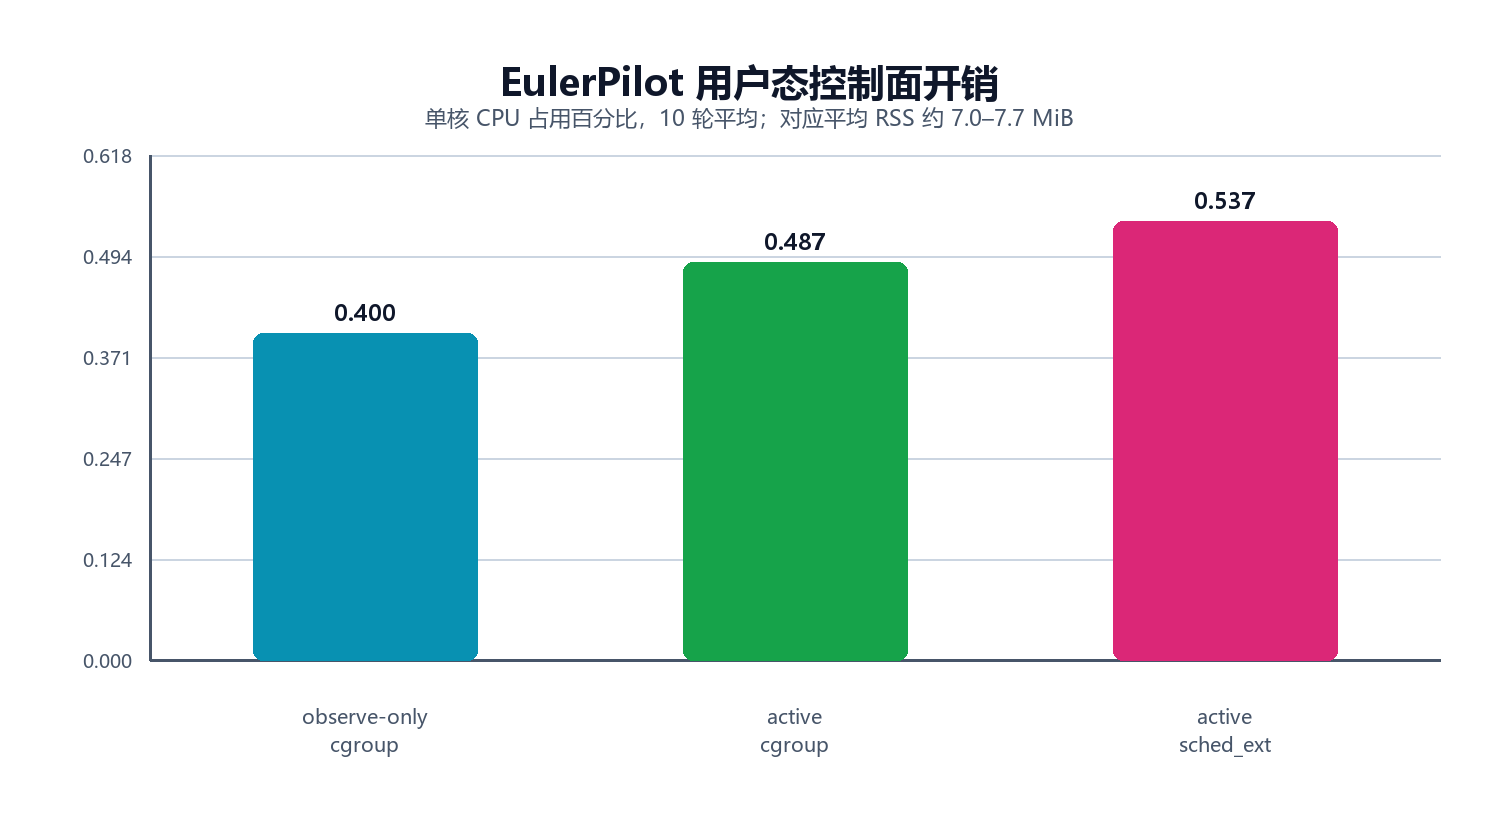 EulerPilot 用户态控制面开销
单核 CPU 占用百分比，10 轮平均；对应平均 RSS 约 7.0–7.7 MiB
0.618
0.494
0.371
0.247
0.124
0.000
0.400
0.487
0.537
observe-only
cgroup
active
cgroup
active
sched_ext